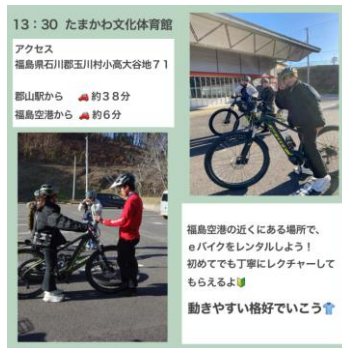 13：30 たまかわ文化体育館
アクセス
福島県石川郡玉川村小高大谷地７１
郡山駅から 🚗約３８分
福島空港から 🚗約６分
福島空港の近くにある場所で、
ｅバイクをレンタルしよう！
初めてでも丁寧にレクチャーして
もらえるよ🔰
動きやすい格好でいこう👕